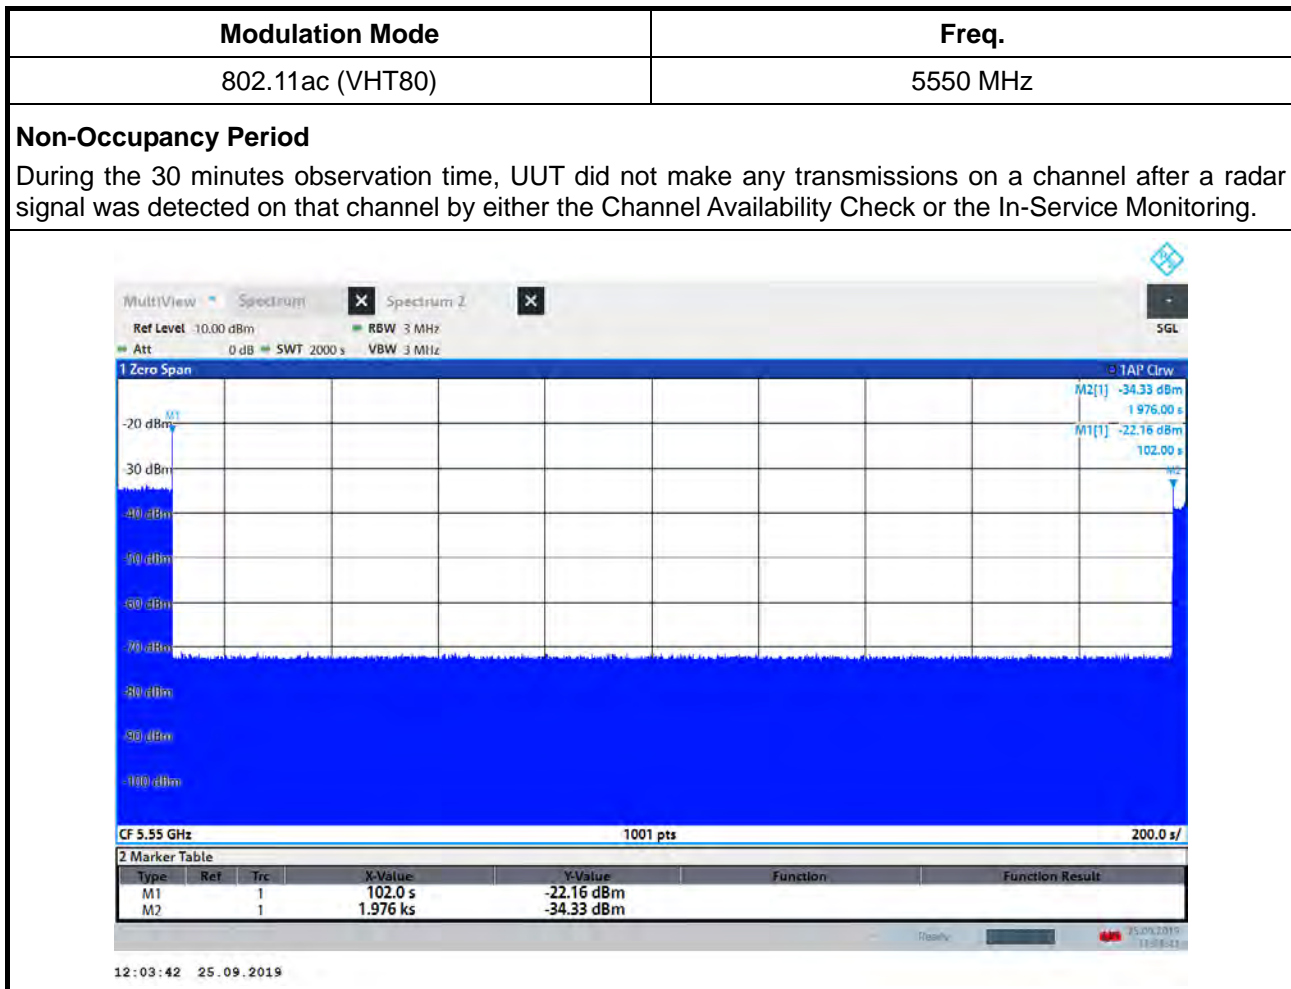 Modulation Mode Freq.
802.11ac (VHT80) 5550 MHz
Non-Occupancy Period
During the 30 minutes observation time, UUT did not make any transmissions on a channel after a radar
signal was detected on that channel by either the Channel Availability Check or the In-Service Monitoring.
MultiView Spectrum X Spectrum 2 X
Ref Level 10.00 dBm RBW 3 MHz SGL
Att 0 dB SWT 2000 s VBW 3 MHz
1 Zero Span 1AP Clrw
M2[1] -34.33 dBm
1 976.00 s
M1[1] -22.16 dBm
102.00 s
M1
M2
-20 dBm
-30 dBm
-40 dBm
-50 dBm
-60 dBm
-70 dBm
-80 dBm
-90 dBm
-100 dBm
CF 5.55 GHz 1001 pts 200.0 s/
2 Marker Table
Type Ref Trc X-Value Y-Value Function Function Result
M1 1 102.0 s -22.16 dBm
M2 1 1.976 ks -34.33 dBm
Ready 25.09.2019
12:03:42 25.09.2019